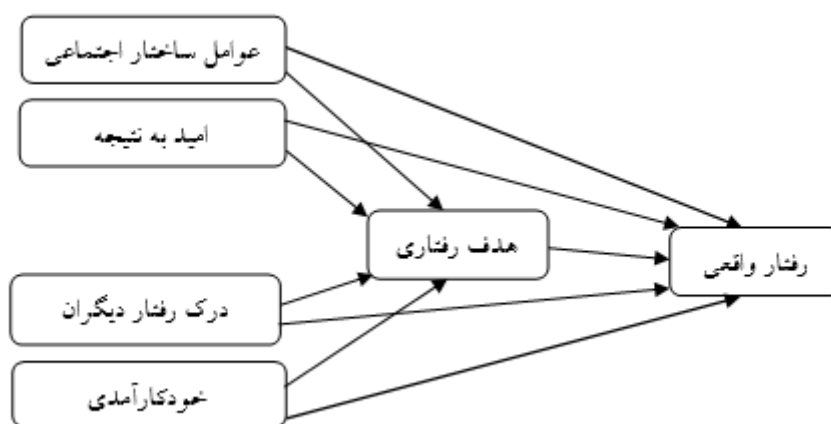 عوامل ساختار اجتماعی
امید به نتیجه
هدف رفتاری
رفتار واقعی
درک رفتار دیگران
خودکارآمدی